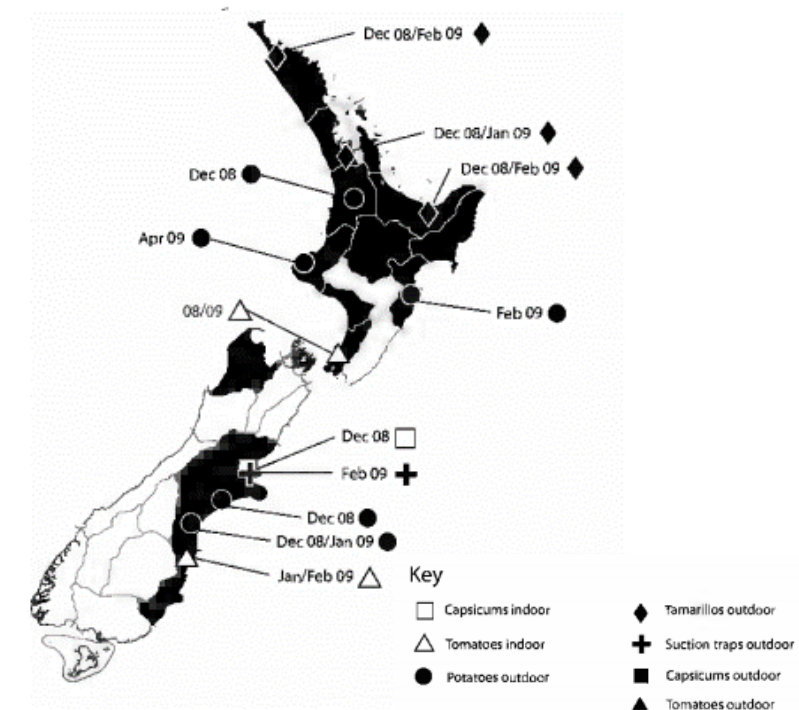 Dec 08/Feb 09
Dec 08/Jan 09
Dec 08/Feb 09
Dec 08
Apr 09
08/09
Feb 09
Dec 08
Feb 09
Dec 08
Dec 08/Jan 09
Jan/Feb 09
Key
Capsicums indoor
Tomatoes indoor
Potatoes outdoor
Tamarillos outdoor
Suction traps outdoor
Capsicums outdoor
Tomatoes outdoor